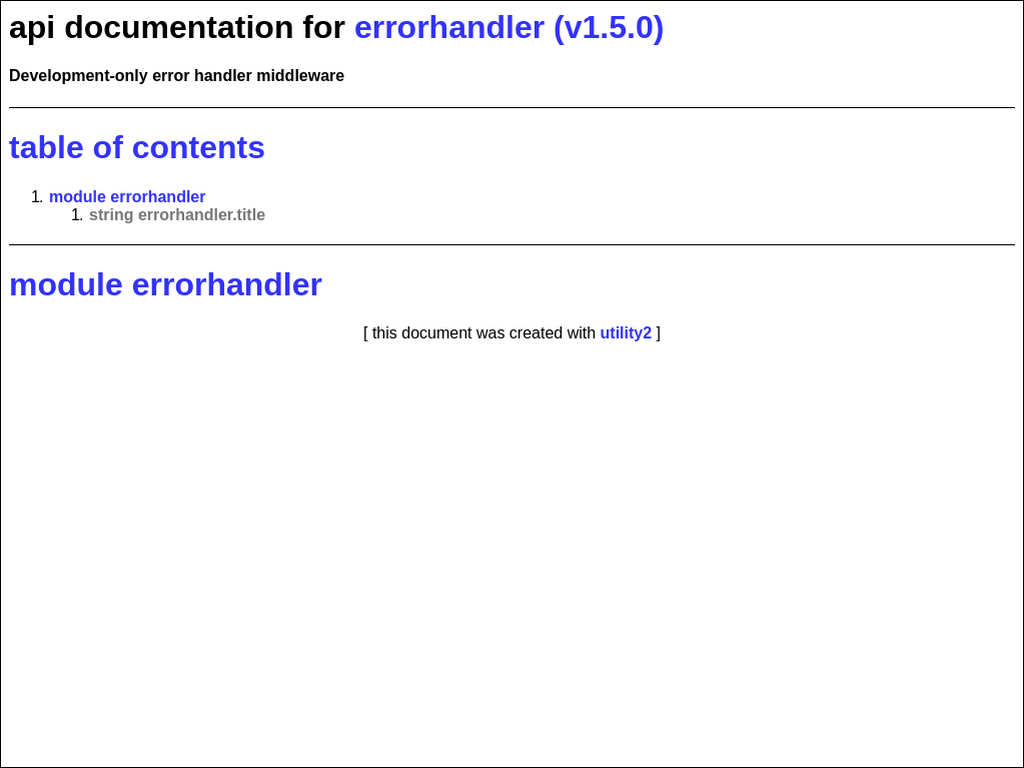 api documentation for errorhandler (v1.5.0)
Development-only error handler middleware
table of contents
1. module errorhandler
1. string errorhandler.title
module errorhandler
[ this document was created with utility2 ]